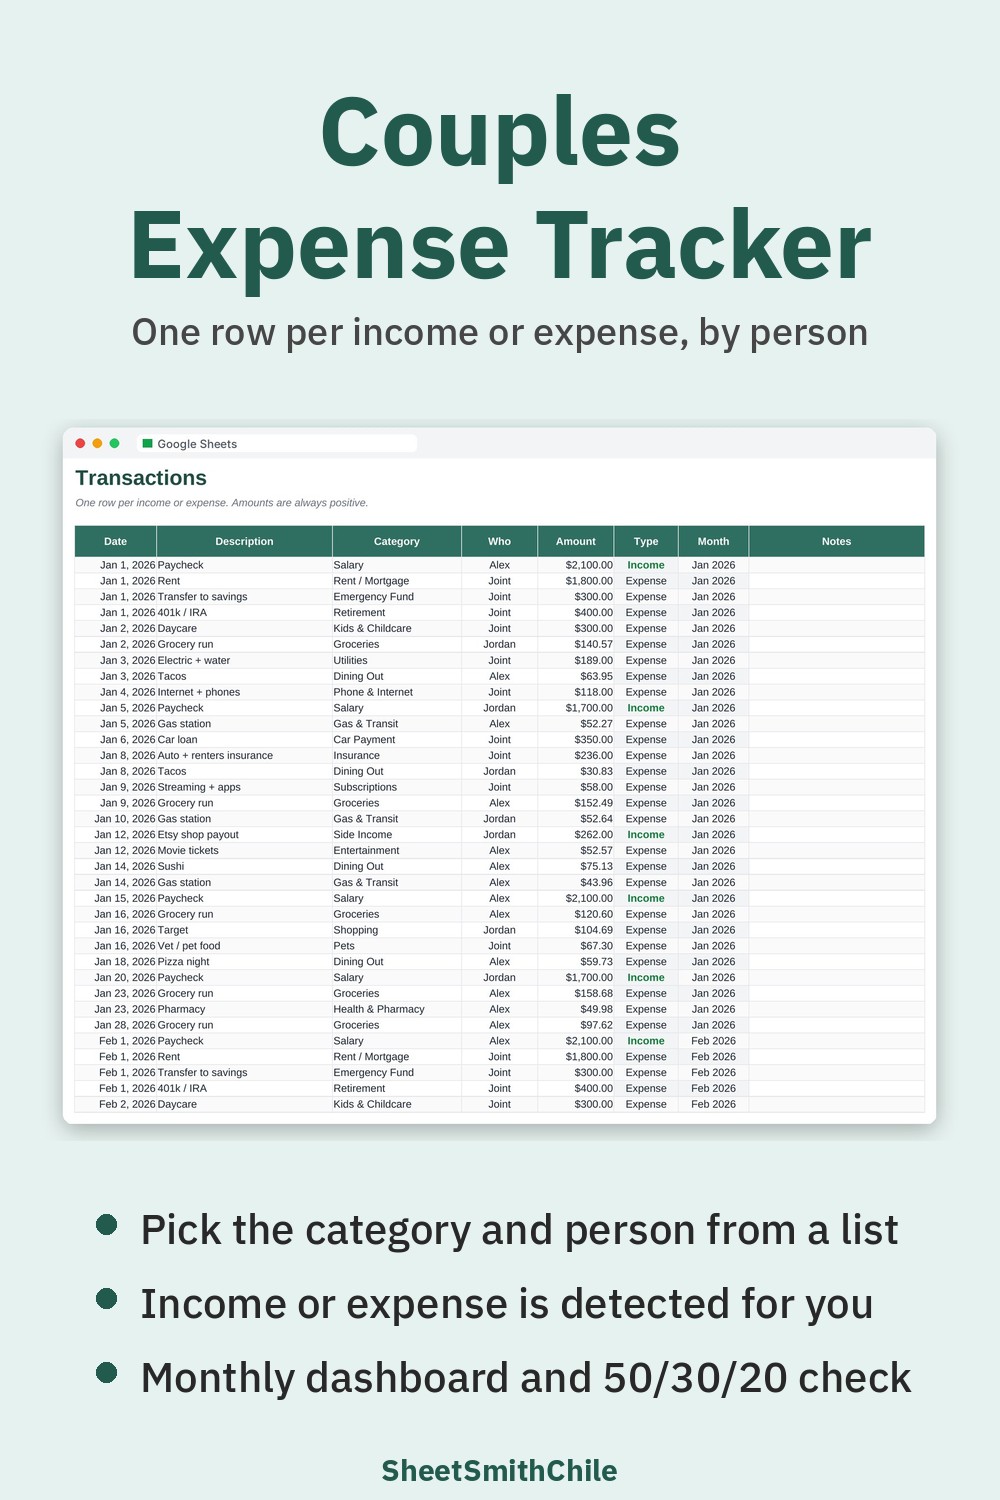 Couples
Expense Tracker
One row per income or expense, by person
Google Sheets
Transactions
One row per income or expense. Amounts are always positive.
Date Description Category Who Amount Type Month Notes
Jan 1, 2026 Paycheck Salary Alex $2,100.00 Income Jan 2026
Jan 1, 2026 Rent Rent / Mortgage Joint $1,800.00 Expense Jan 2026
Jan 1, 2026 Transfer to savings Emergency Fund Joint $300.00 Expense Jan 2026
Jan 1, 2026 401k / IRA Retirement Joint $400.00 Expense Jan 2026
Jan 2, 2026 Daycare Kids & Childcare Joint $300.00 Expense Jan 2026
Jan 2, 2026 Grocery run Groceries Jordan $140.57 Expense Jan 2026
Jan 3, 2026 Electric + water Utilities Joint $189.00 Expense Jan 2026
Jan 3, 2026 Tacos Dining Out Alex $63.95 Expense Jan 2026
Jan 4, 2026 Internet + phones Phone & Internet Joint $118.00 Expense Jan 2026
Jan 5, 2026 Paycheck Salary Jordan $1,700.00 Income Jan 2026
Jan 5, 2026 Gas station Gas & Transit Alex $52.27 Expense Jan 2026
Jan 6, 2026 Car loan Car Payment Joint $350.00 Expense Jan 2026
Jan 8, 2026 Auto + renters insurance Insurance Joint $236.00 Expense Jan 2026
Jan 8, 2026 Tacos Dining Out Jordan $30.83 Expense Jan 2026
Jan 9, 2026 Streaming + apps Subscriptions Joint $58.00 Expense Jan 2026
Jan 9, 2026 Grocery run Groceries Alex $152.49 Expense Jan 2026
Jan 10, 2026 Gas station Gas & Transit Jordan $52.64 Expense Jan 2026
Jan 12, 2026 Etsy shop payout Side Income Jordan $262.00 Income Jan 2026
Jan 12, 2026 Movie tickets Entertainment Alex $52.57 Expense Jan 2026
Jan 14, 2026 Sushi Dining Out Alex $75.13 Expense Jan 2026
Jan 14, 2026 Gas station Gas & Transit Alex $43.96 Expense Jan 2026
Jan 15, 2026 Paycheck Salary Alex $2,100.00 Income Jan 2026
Jan 16, 2026 Grocery run Groceries Alex $120.60 Expense Jan 2026
Jan 16, 2026 Target Shopping Jordan $104.69 Expense Jan 2026
Jan 16, 2026 Vet / pet food Pets Joint $67.30 Expense Jan 2026
Jan 18, 2026 Pizza night Dining Out Alex $59.73 Expense Jan 2026
Jan 20, 2026 Paycheck Salary Jordan $1,700.00 Income Jan 2026
Jan 23, 2026 Grocery run Groceries Alex $158.68 Expense Jan 2026
Jan 23, 2026 Pharmacy Health & Pharmacy Alex $49.98 Expense Jan 2026
Jan 28, 2026 Grocery run Groceries Alex $97.62 Expense Jan 2026
Feb 1, 2026 Paycheck Salary Alex $2,100.00 Income Feb 2026
Feb 1, 2026 Rent Rent / Mortgage Joint $1,800.00 Expense Feb 2026
Feb 1, 2026 Transfer to savings Emergency Fund Joint $300.00 Expense Feb 2026
Feb 1, 2026 401k / IRA Retirement Joint $400.00 Expense Feb 2026
Feb 2, 2026 Daycare Kids & Childcare Joint $300.00 Expense Feb 2026
Pick the category and person from a list
Income or expense is detected for you
Monthly dashboard and 50/30/20 check
SheetSmithChile